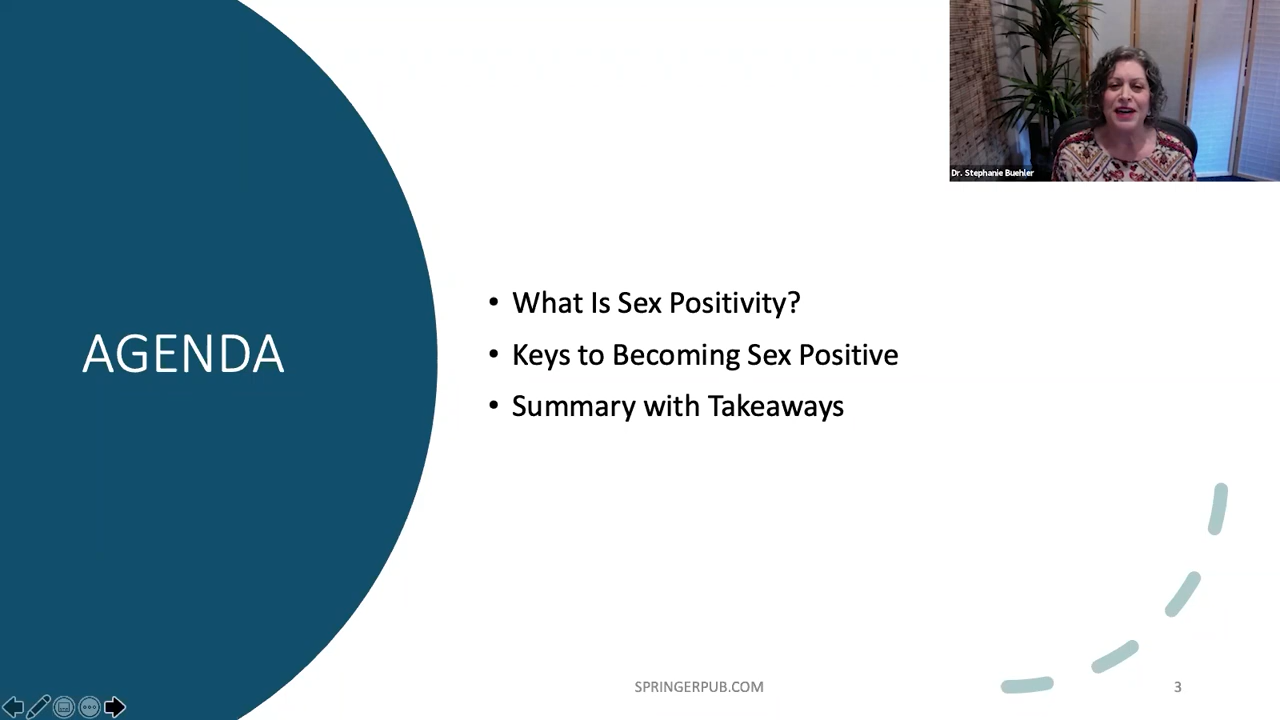 Dr. Stephanie Buehler
AGENDA
• What Is Sex Positivity?
• Keys to Becoming Sex Positive
• Summary with Takeaways
SPRINGERPUB.COM
3